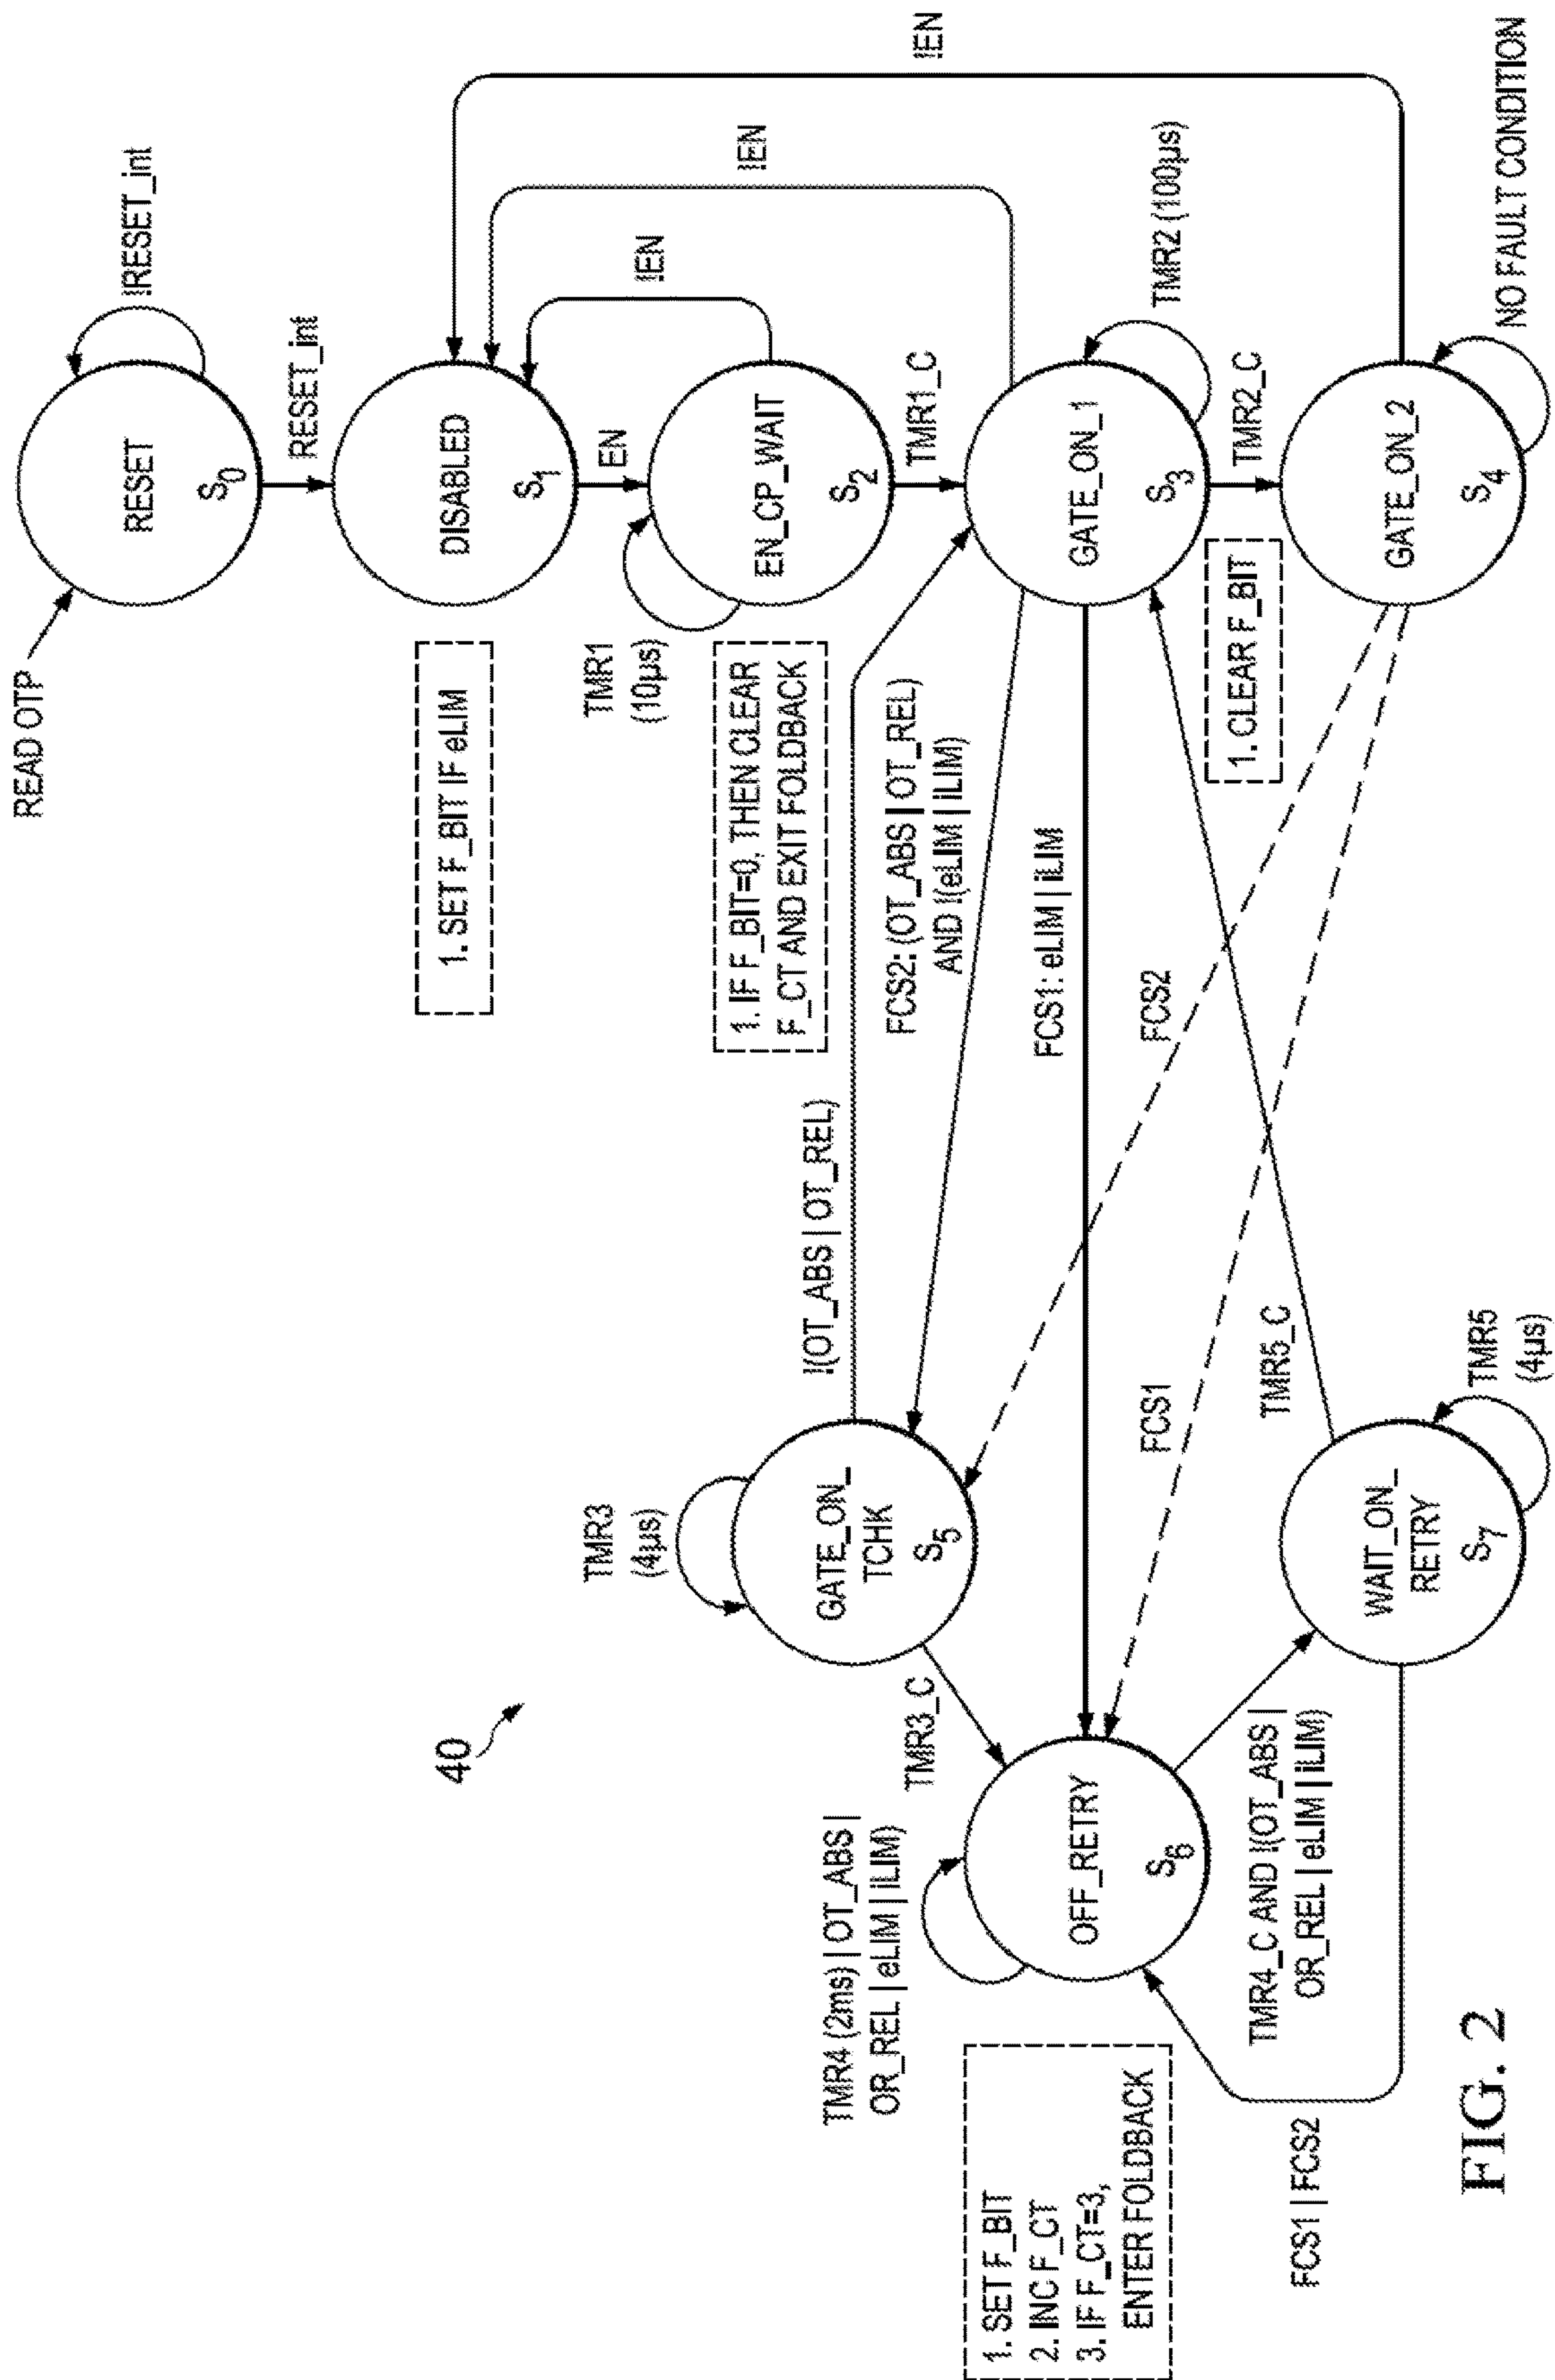 40
READ OTP
RESET
S0
!RESET_int
RESET_int
1. SET F_BIT IF eLIM
DISABLED
S1
!EN
EN
TMR1
(10µs)
EN_CP_WAIT
S2
!EN
1. IF F_BIT=0, THEN CLEAR
F_CT AND EXIT FOLDBACK
TMR1_C
!EN
!(OT_ABS | OT_REL)
FCS2: (OT_ABS | OT_REL)
AND !(eLIM | iLIM)
TMR3
(4µs)
GATE_ON_
TCHK
S5
TMR3_C
GATE_ON_1
S3
TMR2 (100µs)
FCS1: eLIM | iLIM
TMR4 (2ms) | OT_ABS |
OR_REL | eLIM | iLIM)
OFF_RETRY
S6
1. SET F_BIT
2. INC F_CT
3. IF F_CT=3,
ENTER FOLDBACK
FCS2
FCS1
1. CLEAR F_BIT
TMR2_C
TMR5_C
TMR4_C AND !(OT_ABS |
OR_REL | eLIM | iLIM)
FCS1 | FCS2
WAIT_ON_
RETRY
S7
TMR5
(4µs)
GATE_ON_2
S4
NO FAULT CONDITION
FIG. 2